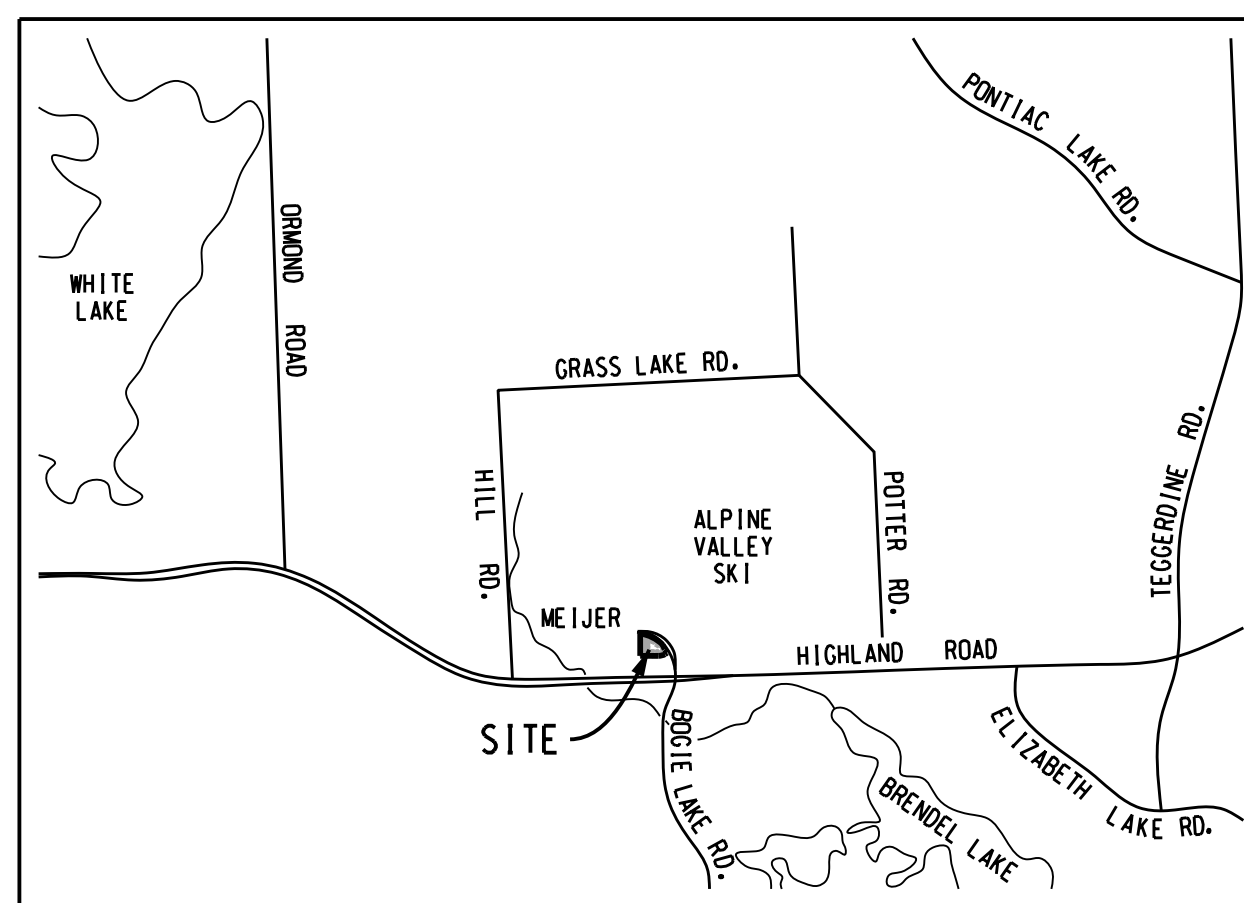 PONTIAC LAKE RD.
ORMOND ROAD
WHITE
LAKE
GRASS LAKE RD.
TEGGERDINE RD.
HILL RD.
POTTER RD.
ALPINE
VALLEY
SKI
MEIJER
HIGHLAND ROAD
SITE
BOGIE LAKE RD.
ELIZABETH LAKE RD.
BRENDEL LAKE